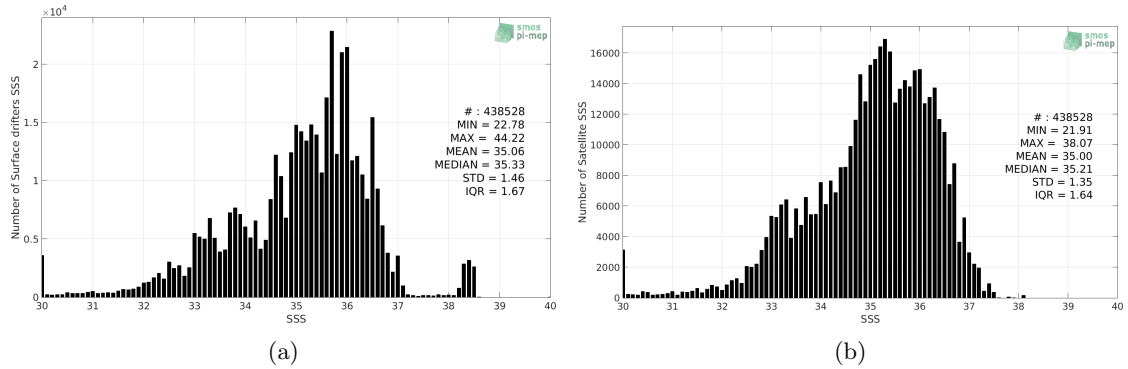 ×10⁴
smos
pi-mep
Number of Surface drifters SSS
2
1.5
1
0.5
0
# : 438528
MIN = 22.78
MAX = 44.22
MEAN = 35.06
MEDIAN = 35.33
STD = 1.46
IQR = 1.67
30 31 32 33 34 35 36 37 38 39 40
SSS
(a)
smos
pi-mep
Number of Satellite SSS
16000
14000
12000
10000
8000
6000
4000
2000
0
# : 438528
MIN = 21.91
MAX = 38.07
MEAN = 35.00
MEDIAN = 35.21
STD = 1.35
IQR = 1.64
30 31 32 33 34 35 36 37 38 39 40
SSS
(b)